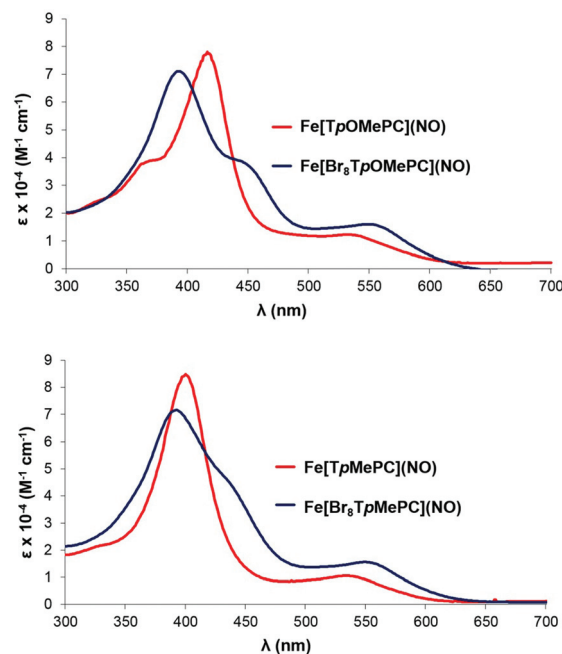 9
8
7
6
5
4
3
2
1
0
ε x 10⁻⁴ (M⁻¹ cm⁻¹)
Fe[TpOMePC](NO)
Fe[Br₈TpOMePC](NO)
300 350 400 450 500 550 600 650 700
λ (nm)
9
8
7
6
5
4
3
2
1
0
ε x 10⁻⁴ (M⁻¹ cm⁻¹)
Fe[TpMePC](NO)
Fe[Br₈TpMePC](NO)
300 350 400 450 500 550 600 650 700
λ (nm)